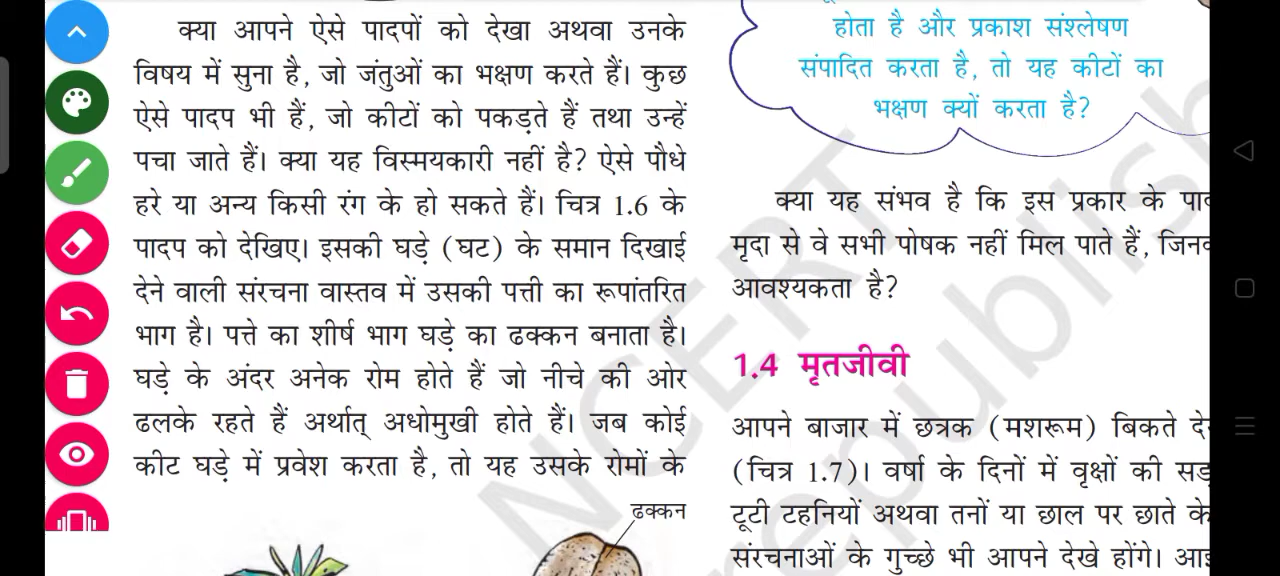 क्या आपने ऐसे पादपों को देखा अथवा उनके
विषय में सुना है, जो जंतुओं का भक्षण करते हैं। कुछ
ऐसे पादप भी हैं, जो कीटों को पकड़ते हैं तथा उन्हें
पचा जाते हैं। क्या यह विस्मयकारी नहीं है? ऐसे पौधे
हरे या अन्य किसी रंग के हो सकते हैं। चित्र 1.6 के
पादप को देखिए। इसकी घड़े (घट) के समान दिखाई
देने वाली संरचना वास्तव में उसकी पत्ती का रूपांतरित
भाग है। पत्ते का शीर्ष भाग घड़े का ढक्कन बनाता है।
घड़े के अंदर अनेक रोम होते हैं जो नीचे की ओर
ढलके रहते हैं अर्थात् अधोमुखी होते हैं। जब कोई
कीट घड़े में प्रवेश करता है, तो यह उसके रोमों के
ढक्कन
होता है और प्रकाश संश्लेषण
संपादित करता है, तो यह कीटों का
भक्षण क्यों करता है?
क्या यह संभव है कि इस प्रकार के
मृदा से वे सभी पोषक नहीं मिल पाते हैं,
आवश्यकता है?
1.4 मृतजीवी
आपने बाजार में छत्रक (मशरूम) बिकते
(चित्र 1.7)। वर्षा के दिनों में वृक्षों की
टूटी टहनियों अथवा तनों या छाल पर छाते के
संरचनाओं के गुच्छे भी आपने देखे होंगे।
NCERT
republish